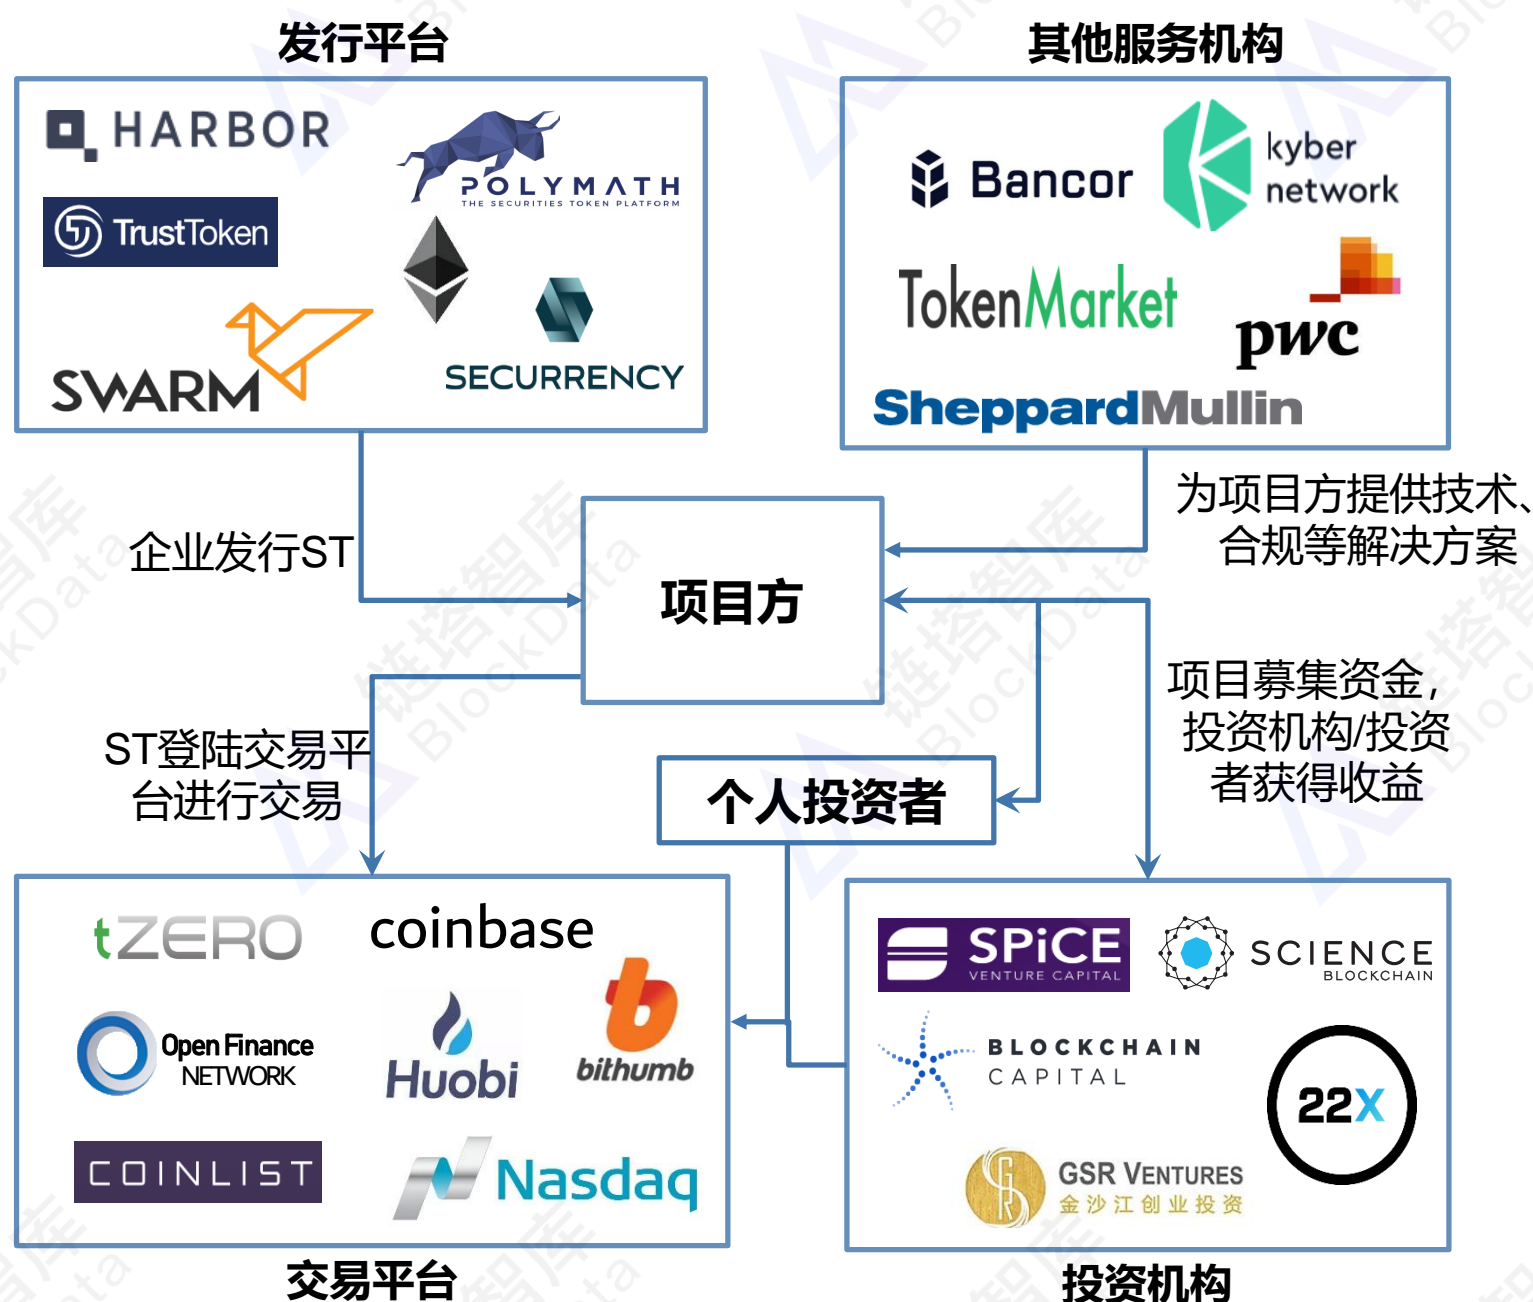 发行平台
其他服务机构
HARBOR
POLYMATH
THE SECURITIES TOKEN PLATFORM
TrustToken
SWARM
SECURRENCY
Bancor
kyber
network
TokenMarket
pwc
SheppardMullin
企业发行ST
为项目方提供技术、
合规等解决方案
项目方
ST登陆交易平
台进行交易
项目募集资金，
投资机构/投资
者获得收益
个人投资者
tZERO
coinbase
Open Finance
NETWORK
Huobi
bithumb
COINLIST
Nasdaq
SPiCE
VENTURE CAPITAL
SCIENCE
BLOCKCHAIN
BLOCKCHAIN
CAPITAL
22X
GSR VENTURES
金沙江创业投资
交易平台
投资机构
链塔智库
BlockData